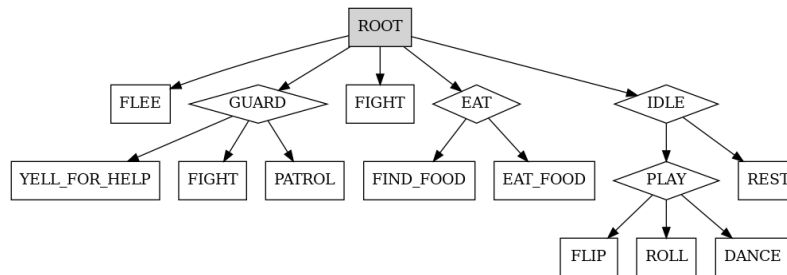 ROOT
FLEE
GUARD
FIGHT
EAT
IDLE
YELL_FOR_HELP
FIGHT
PATROL
FIND_FOOD
EAT_FOOD
PLAY
REST
FLIP
ROLL
DANCE